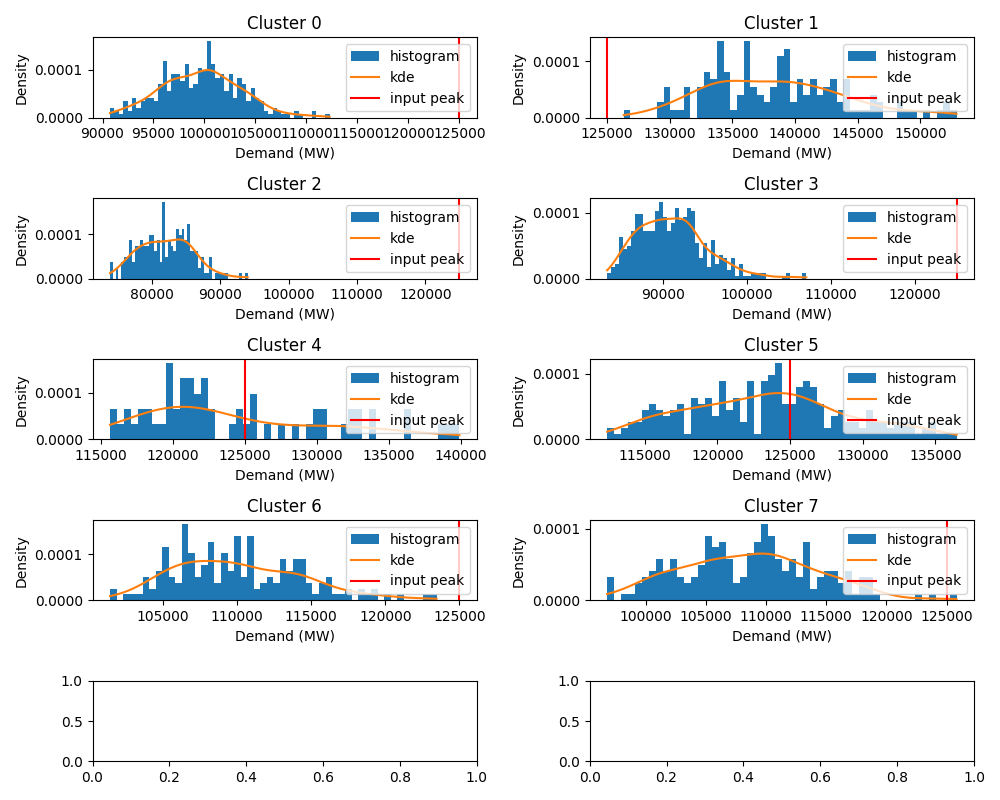 Cluster 0
Density
0.0001
0.0000
histogram
kde
input peak
90000 95000 100000 105000 110000 115000 120000 125000
Demand (MW)
Cluster 1
Density
0.0001
0.0000
histogram
kde
input peak
125000 130000 135000 140000 145000 150000
Demand (MW)
Cluster 2
Density
0.0001
0.0000
histogram
kde
input peak
80000 90000 100000 110000 120000
Demand (MW)
Cluster 3
Density
0.0001
0.0000
histogram
kde
input peak
90000 100000 110000 120000
Demand (MW)
Cluster 4
Density
0.0001
0.0000
histogram
kde
input peak
115000 120000 125000 130000 135000 140000
Demand (MW)
Cluster 5
Density
0.0001
0.0000
histogram
kde
input peak
115000 120000 125000 130000 135000
Demand (MW)
Cluster 6
Density
0.0001
0.0000
histogram
kde
input peak
105000 110000 115000 120000 125000
Demand (MW)
Cluster 7
Density
0.0001
0.0000
histogram
kde
input peak
100000 105000 110000 115000 120000 125000
Demand (MW)
1.0
0.5
0.0
0.0 0.2 0.4 0.6 0.8 1.0
1.0
0.5
0.0
0.0 0.2 0.4 0.6 0.8 1.0